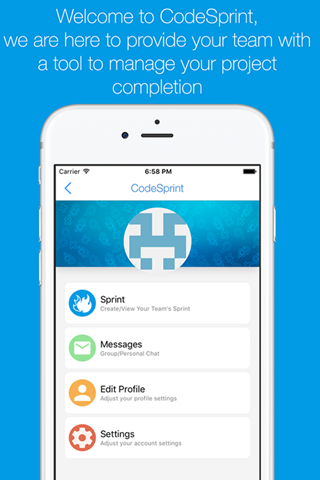 Welcome to CodeSprint,
we are here to provide your team with
a tool to manage your project
completion
Carrier 6:58 PM
CodeSprint
Sprint
Create/View Your Team's Sprint
Messages
Group/Personal Chat
Edit Profile
Adjust your profile settings
Settings
Adjust your account settings